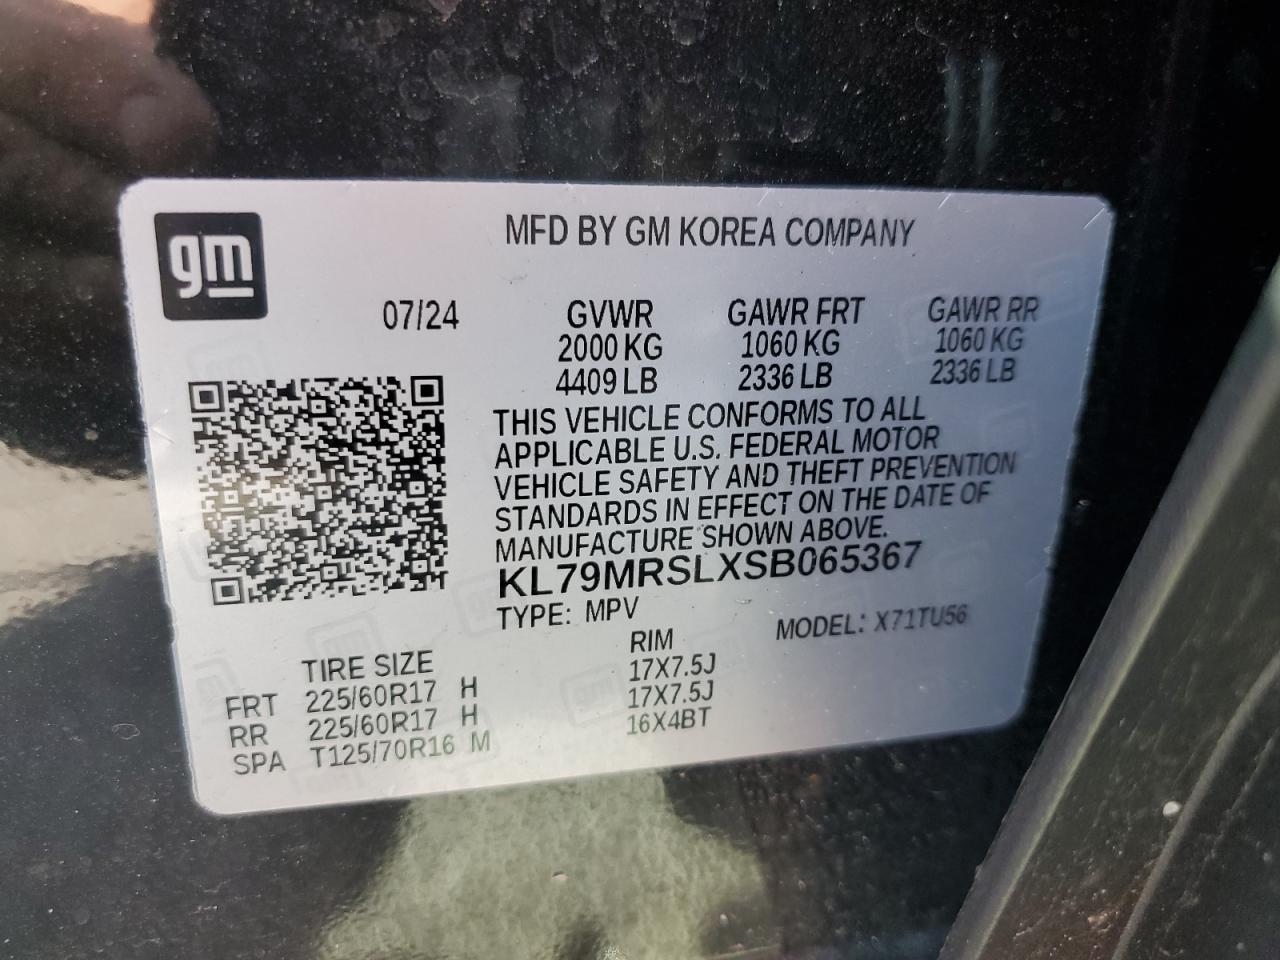 gm
MFD BY GM KOREA COMPANY
07/24 GVWR GAWR FRT GAWR RR
2000 KG 1060 KG 1060 KG
4409 LB 2336 LB 2336 LB
THIS VEHICLE CONFORMS TO ALL
APPLICABLE U.S. FEDERAL MOTOR
VEHICLE SAFETY AND THEFT PREVENTION
STANDARDS IN EFFECT ON THE DATE OF
MANUFACTURE SHOWN ABOVE.
KL79MRSLXSB065367
TYPE: MPV MODEL: X71TU56
TIRE SIZE RIM
FRT 225/60R17 H 17X7.5J
RR 225/60R17 H 17X7.5J
SPA T125/70R16 M 16X4BT